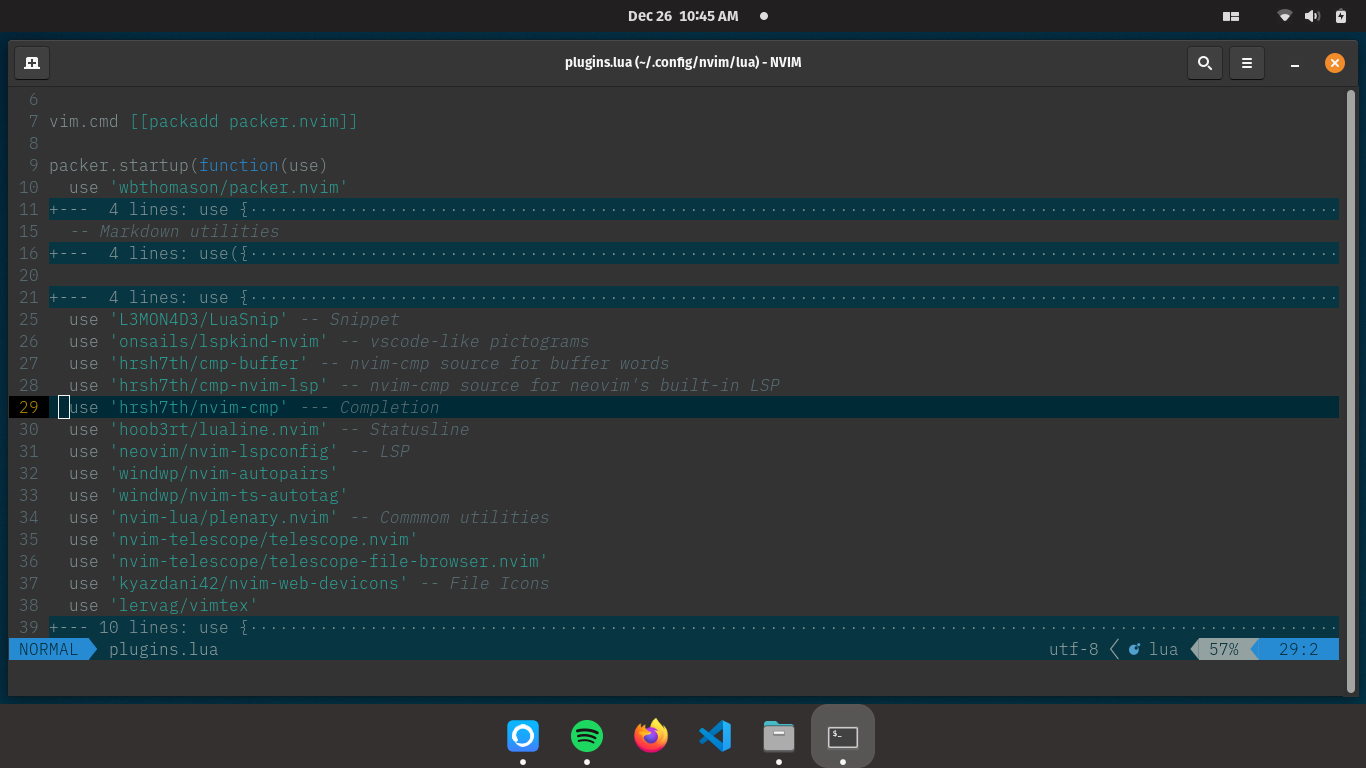 Dec 26  10:45 AM
plugins.lua (~/.config/nvim/lua) - NVIM
6
7 vim.cmd [[packadd packer.nvim]]
8
9 packer.startup(function(use)
10   use 'wbthomason/packer.nvim'
11 +---  4 lines: use {·············································································································
15   -- Markdown utilities
16 +---  4 lines: use({·············································································································
20
21 +---  4 lines: use {·············································································································
25   use 'L3MON4D3/LuaSnip' -- Snippet
26   use 'onsails/lspkind-nvim' -- vscode-like pictograms
27   use 'hrsh7th/cmp-buffer' -- nvim-cmp source for buffer words
28   use 'hrsh7th/cmp-nvim-lsp' -- nvim-cmp source for neovim's built-in LSP
29   use 'hrsh7th/nvim-cmp' --- Completion
30   use 'hoob3rt/lualine.nvim' -- Statusline
31   use 'neovim/nvim-lspconfig' -- LSP
32   use 'windwp/nvim-autopairs'
33   use 'windwp/nvim-ts-autotag'
34   use 'nvim-lua/plenary.nvim' -- Commmom utilities
35   use 'nvim-telescope/telescope.nvim'
36   use 'nvim-telescope/telescope-file-browser.nvim'
37   use 'kyazdani42/nvim-web-devicons' -- File Icons
38   use 'lervag/vimtex'
39 +--- 10 lines: use {·············································································································
NORMAL plugins.lua utf-8 lua 57% 29:2
$_